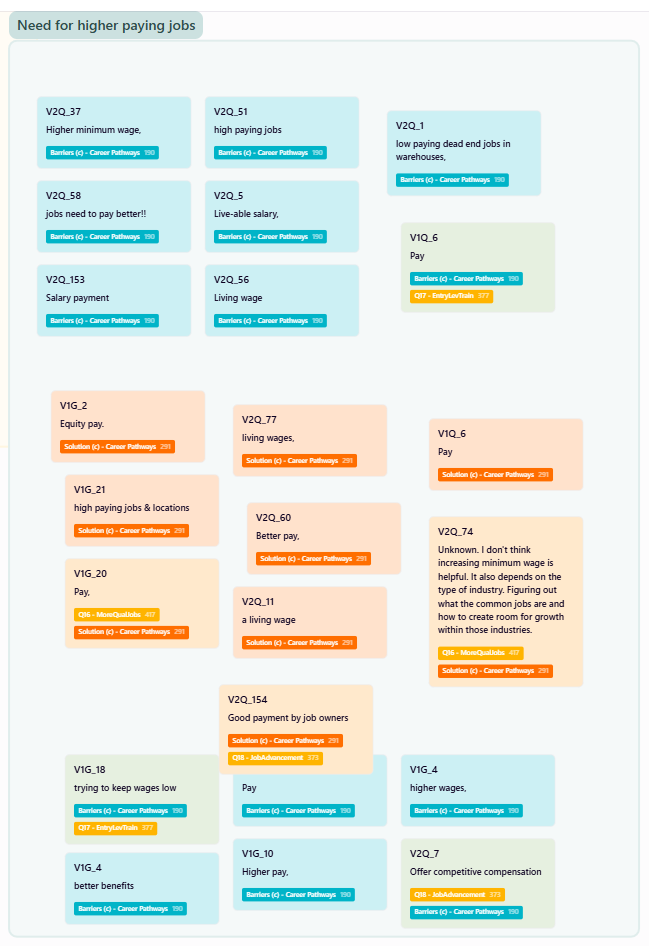 Need for higher paying jobs
V2Q_37
Higher minimum wage,
Barriers (c) - Career Pathways 190
V2Q_51
high paying jobs
Barriers (c) - Career Pathways 190
V2Q_1
low paying dead end jobs in
warehouses,
Barriers (c) - Career Pathways 190
V2Q_58
jobs need to pay better!!
Barriers (c) - Career Pathways 190
V2Q_5
Live-able salary,
Barriers (c) - Career Pathways 190
V1Q_6
Pay
Barriers (c) - Career Pathways 190
Q17 - EntryLevTrain 377
V2Q_153
Salary payment
Barriers (c) - Career Pathways 190
V2Q_56
Living wage
Barriers (c) - Career Pathways 190
V1G_2
Equity pay.
Solution (c) - Career Pathways 291
V2Q_77
living wages,
Solution (c) - Career Pathways 291
V1Q_6
Pay
Solution (c) - Career Pathways 291
V1G_21
high paying jobs & locations
Solution (c) - Career Pathways 291
V2Q_60
Better pay,
Solution (c) - Career Pathways 291
V2Q_74
Unknown. I don't think
increasing minimum wage is
helpful. It also depends on the
type of industry. Figuring out
what the common jobs are and
how to create room for growth
within those industries.
Q16 - MoreQualJobs 417
Solution (c) - Career Pathways 291
V1G_20
Pay,
Q16 - MoreQualJobs 417
Solution (c) - Career Pathways 291
V2Q_11
a living wage
Solution (c) - Career Pathways 291
V2Q_154
Good payment by job owners
Solution (c) - Career Pathways 291
Q18 - JobAdvancement 373
V1G_18
trying to keep wages low
Barriers (c) - Career Pathways 190
Q17 - EntryLevTrain 377
Pay
Barriers (c) - Career Pathways 190
V1G_4
higher wages,
Barriers (c) - Career Pathways 190
V1G_4
better benefits
Barriers (c) - Career Pathways 190
V1G_10
Higher pay,
Barriers (c) - Career Pathways 190
V2Q_7
Offer competitive compensation
Q18 - JobAdvancement 373
Barriers (c) - Career Pathways 190